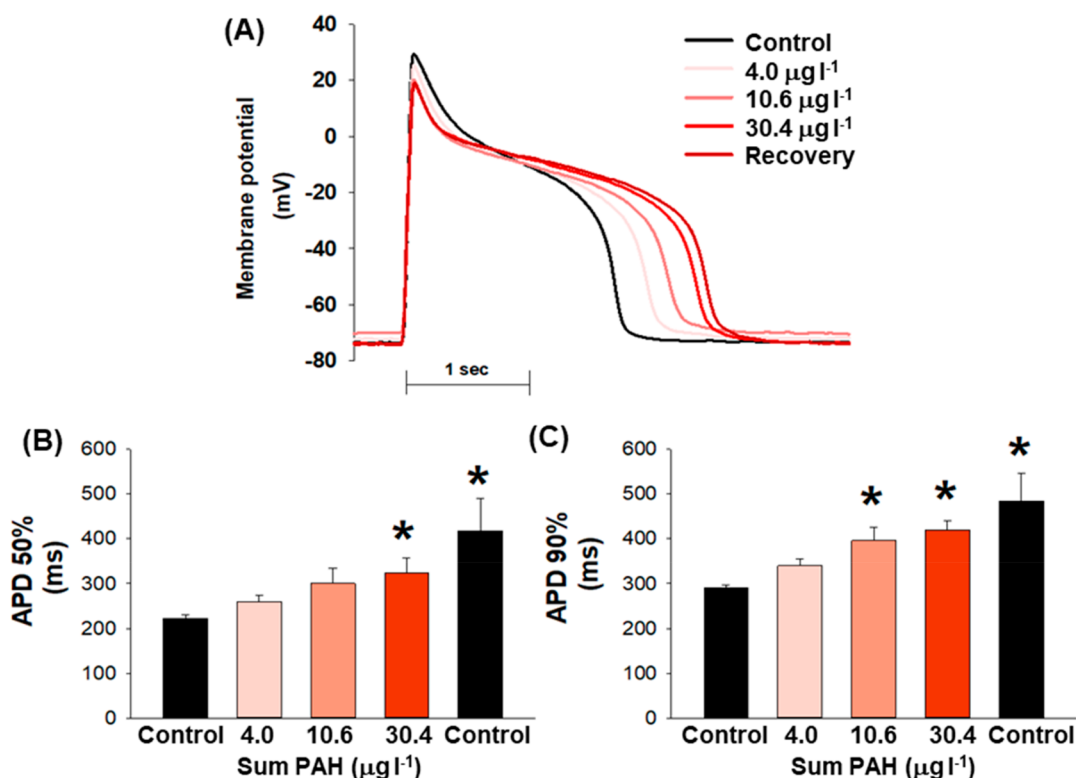 (A)
40
20
0
-20
-40
-60
-80
Membrane potential
(mV)
Control
4.0 µg l-1
10.6 µg l-1
30.4 µg l-1
Recovery
1 sec
(B)
600
500
400
300
200
100
0
APD 50%
(ms)
*
*
Control 4.0 10.6 30.4 Control
Sum PAH (µg l-1)
(C)
600
500
400
300
200
100
0
APD 90%
(ms)
*
*
*
Control 4.0 10.6 30.4 Control
Sum PAH (µg l-1)